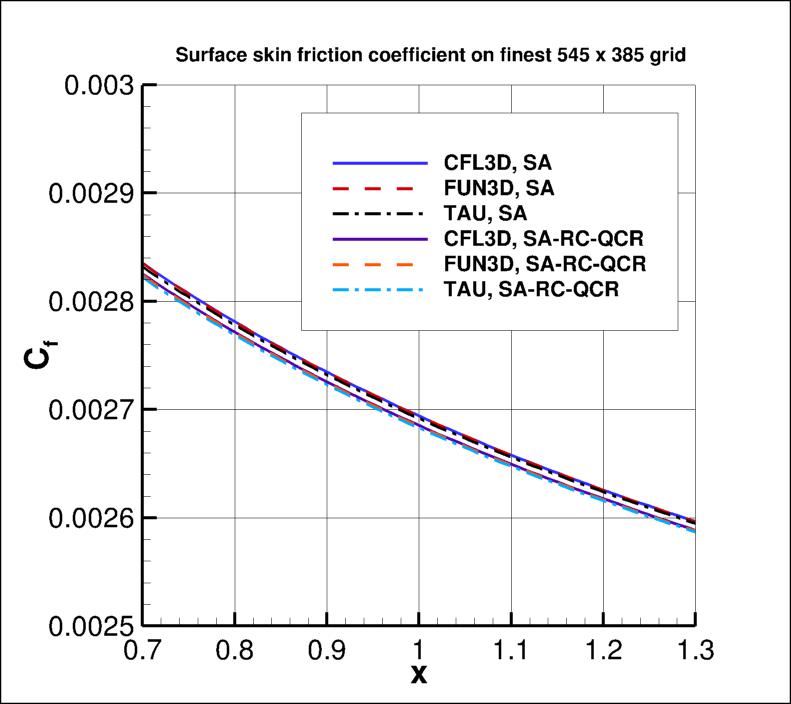 Surface skin friction coefficient on finest 545 x 385 grid
0.003
0.0029
0.0028
0.0027
0.0026
0.0025
Cf
CFL3D, SA
FUN3D, SA
TAU, SA
CFL3D, SA-RC-QCR
FUN3D, SA-RC-QCR
TAU, SA-RC-QCR
0.7 0.8 0.9 1 1.1 1.2 1.3
x